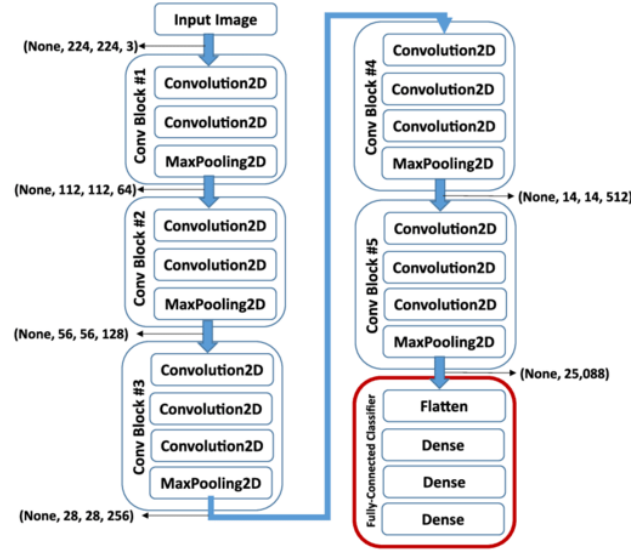 Input Image
(None, 224, 224, 3)
Conv Block #1
Convolution2D
Convolution2D
MaxPooling2D
(None, 112, 112, 64)
Conv Block #2
Convolution2D
Convolution2D
MaxPooling2D
(None, 56, 56, 128)
Conv Block #3
Convolution2D
Convolution2D
Convolution2D
MaxPooling2D
(None, 28, 28, 256)
Conv Block #4
Convolution2D
Convolution2D
Convolution2D
MaxPooling2D
(None, 14, 14, 512)
Conv Block #5
Convolution2D
Convolution2D
Convolution2D
MaxPooling2D
(None, 25,088)
Fully-Connected Classifier
Flatten
Dense
Dense
Dense